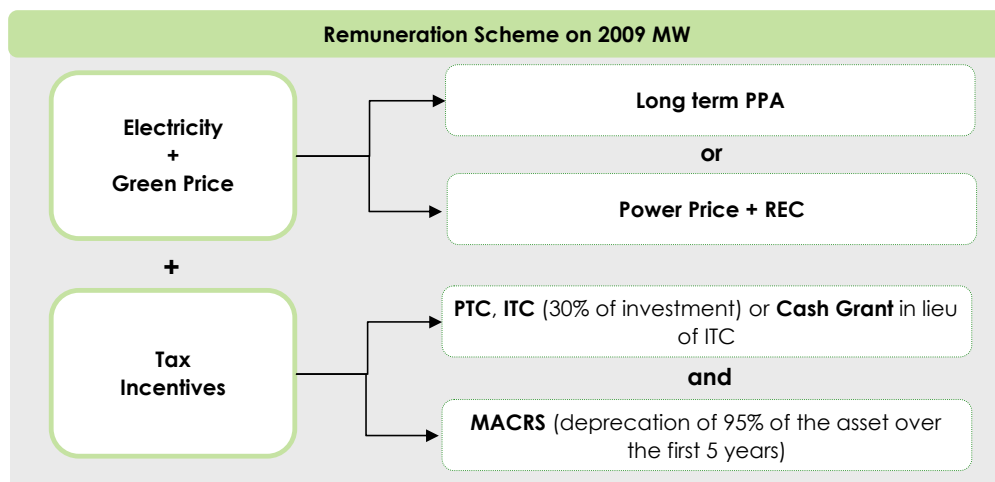 Remuneration Scheme on 2009 MW
Electricity
+
Green Price
Long term PPA
or
Power Price + REC
+
Tax
Incentives
PTC, ITC (30% of investment) or Cash Grant in lieu
of ITC
and
MACRS (deprecation of 95% of the asset over
the first 5 years)